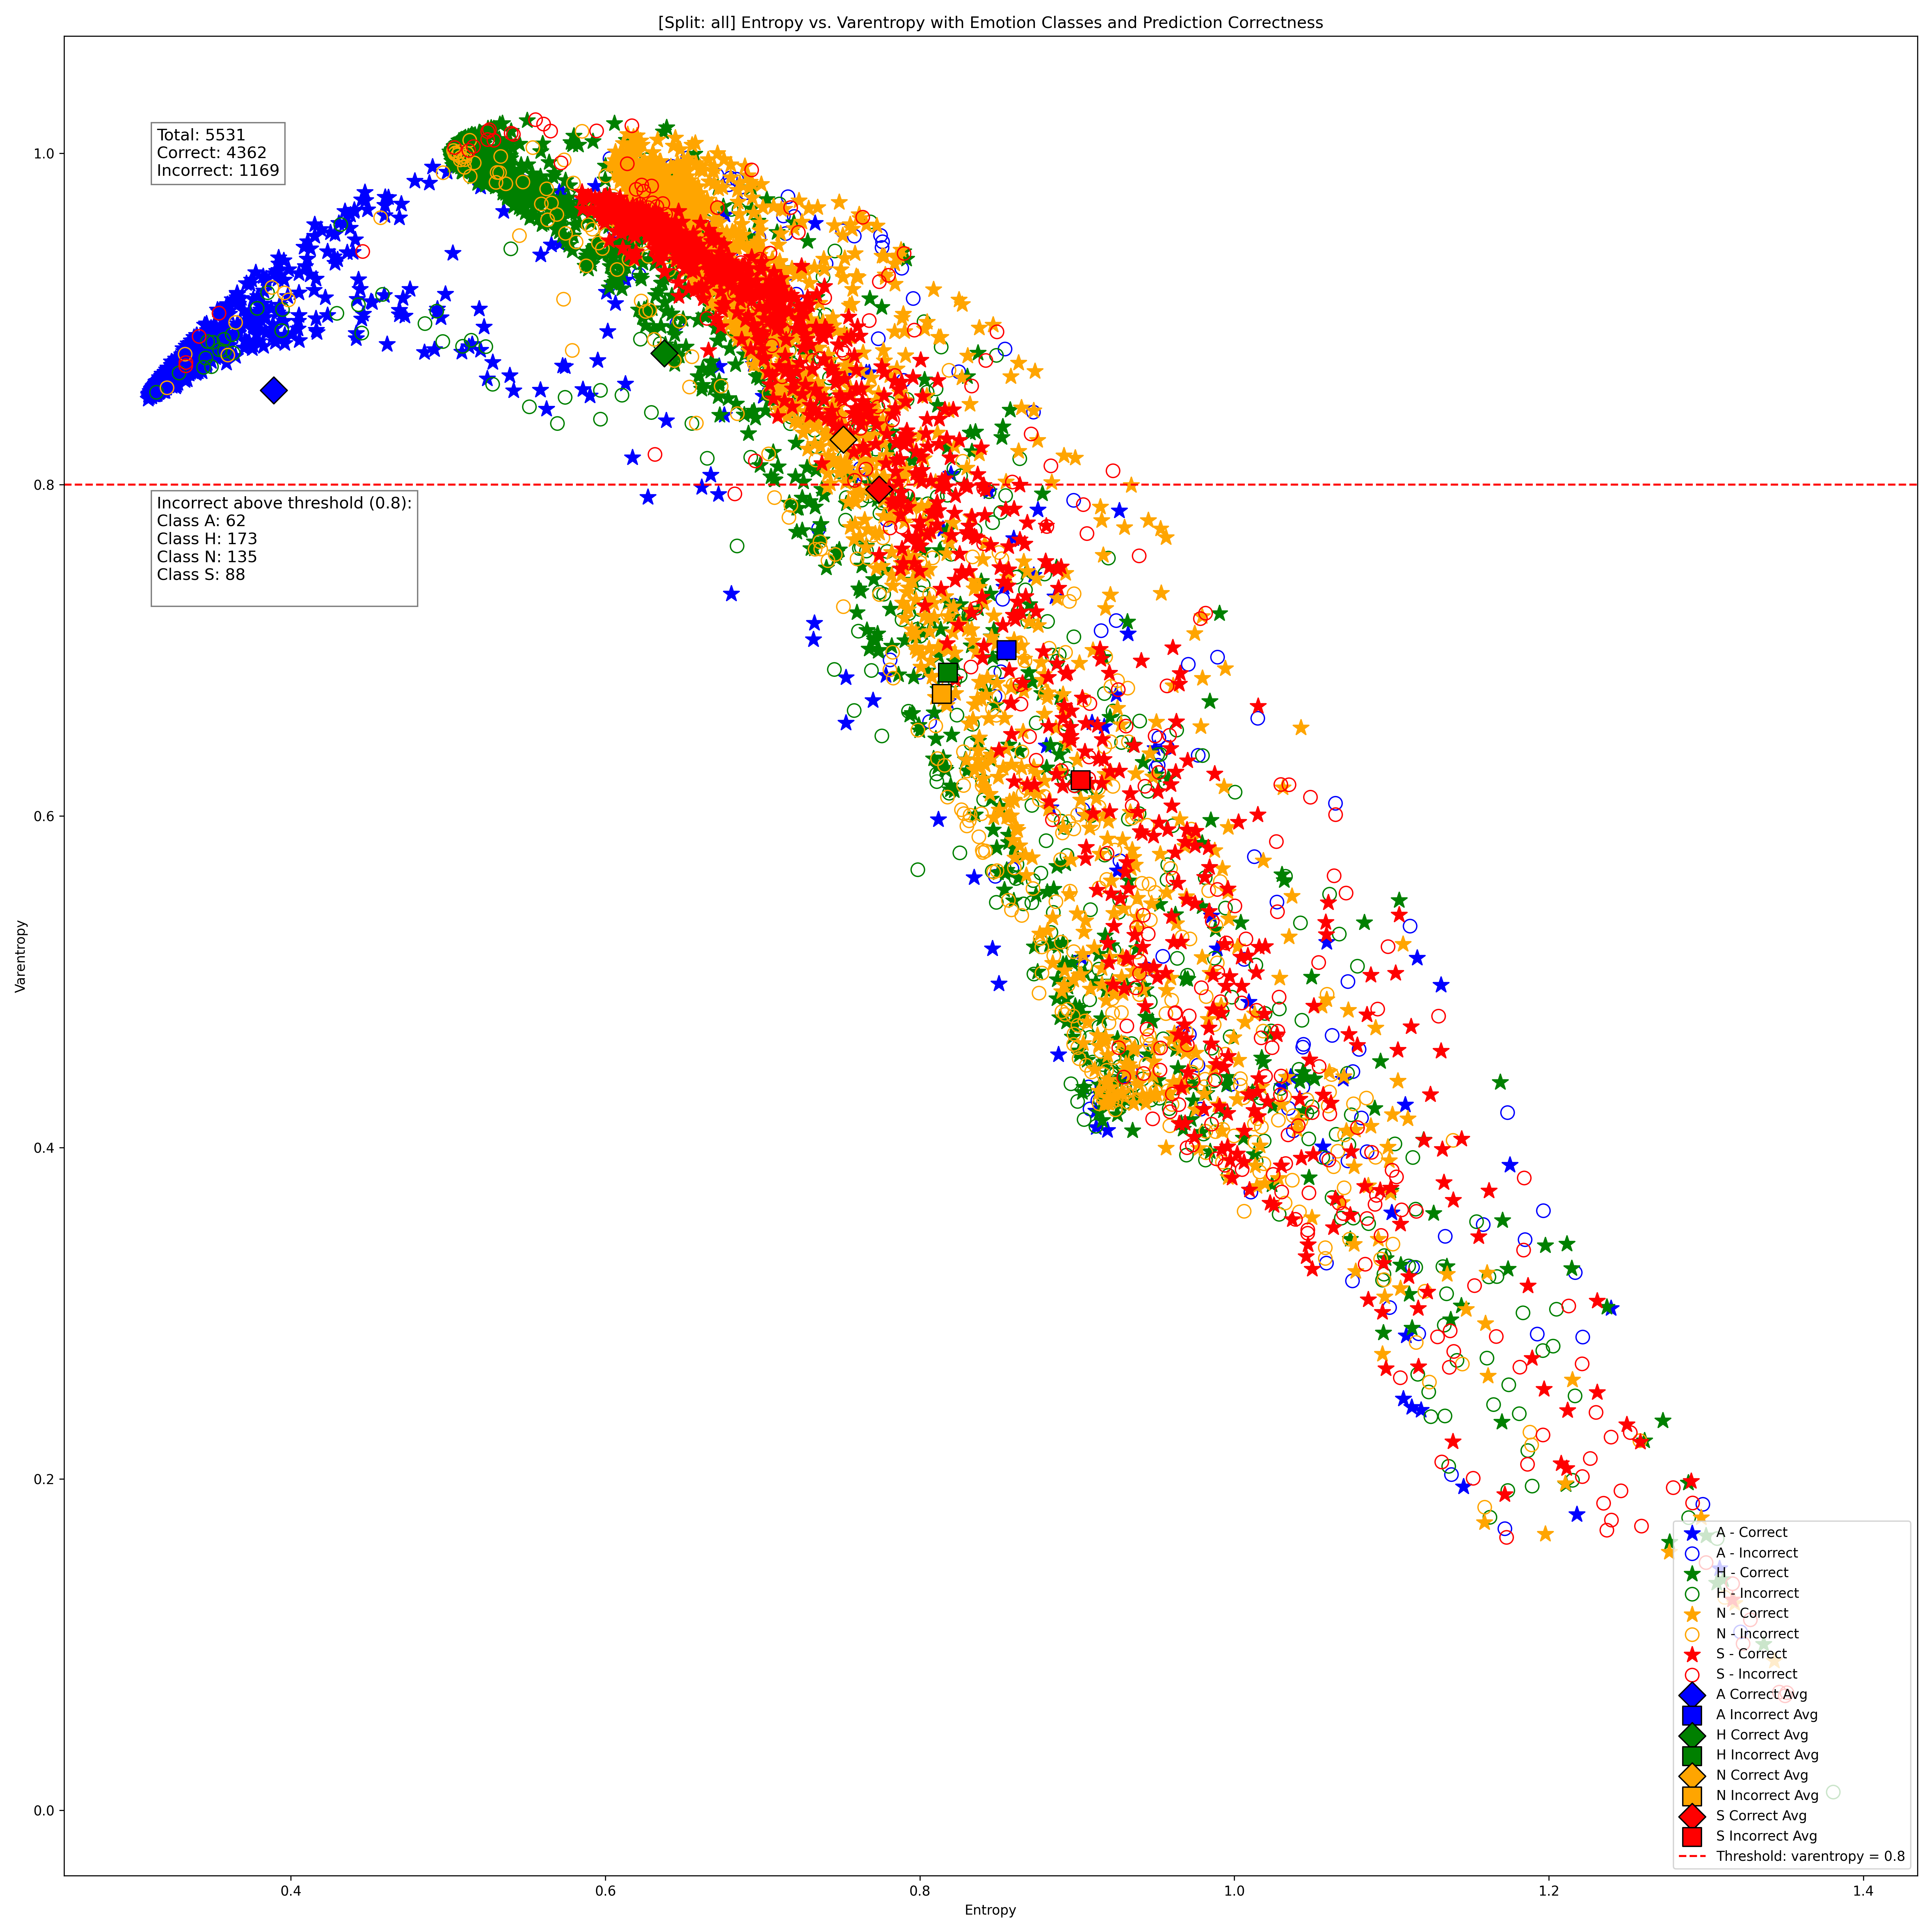 [Split: all] Entropy vs. Varentropy with Emotion Classes and Prediction Correctness
Varentropy
1.0
0.8
0.6
0.4
0.2
0.0
Total: 5531
Correct: 4362
Incorrect: 1169
Incorrect above threshold (0.8):
Class A: 62
Class H: 173
Class N: 135
Class S: 88
A - Correct
A - Incorrect
H - Correct
H - Incorrect
N - Correct
N - Incorrect
S - Correct
S - Incorrect
A Correct Avg
A Incorrect Avg
H Correct Avg
H Incorrect Avg
N Correct Avg
N Incorrect Avg
S Correct Avg
S Incorrect Avg
Threshold: varentropy = 0.8
0.4 0.6 0.8 1.0 1.2 1.4
Entropy